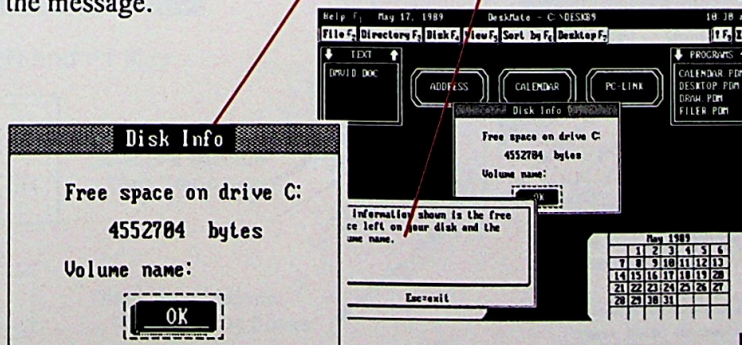 the message.
Help F1 May 17, 1989 DeskMate - C:\DESK89 10:30 a
File F2 Directory F3 Disk F4 View F5 Sort by F6 Desktop F7
TEXT
DMVID DOC
ADDRESS
CALENDAR
PC-LINK
PROGRAMS
CALENDAR PDM
DESKTOP PDM
DRAW PDM
FILER PDM
Disk Info
Free space on drive C:
4552704 bytes
Volume name:
OK
Disk Info
Free space on drive C:
4552704 bytes
Volume name:
OK
Information shown is the free
ce left on your disk and the
ume name.
Esc=exit
May 1989
1 2 3 4 5 6
7 8 9 10 11 12 13
14 15 16 17 18 19 20
21 22 23 24 25 26 27
28 29 30 31